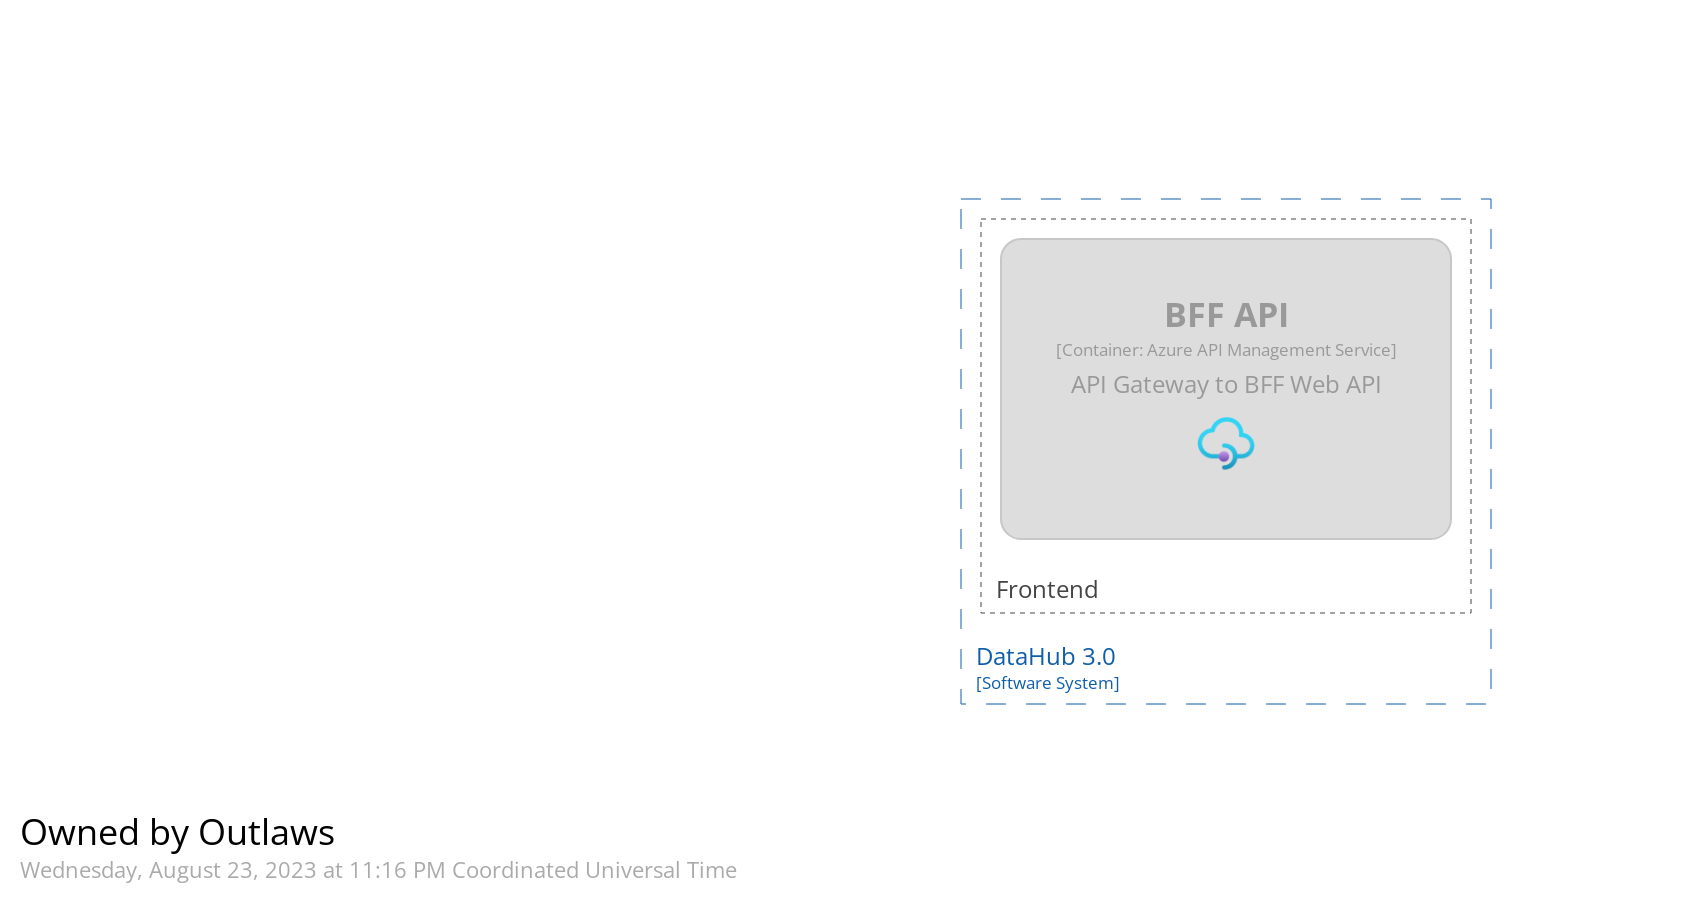 BFF API
[Container: Azure API Management Service]
API Gateway to BFF Web API
Frontend
DataHub 3.0
[Software System]
Owned by Outlaws
Wednesday, August 23, 2023 at 11:16 PM Coordinated Universal Time